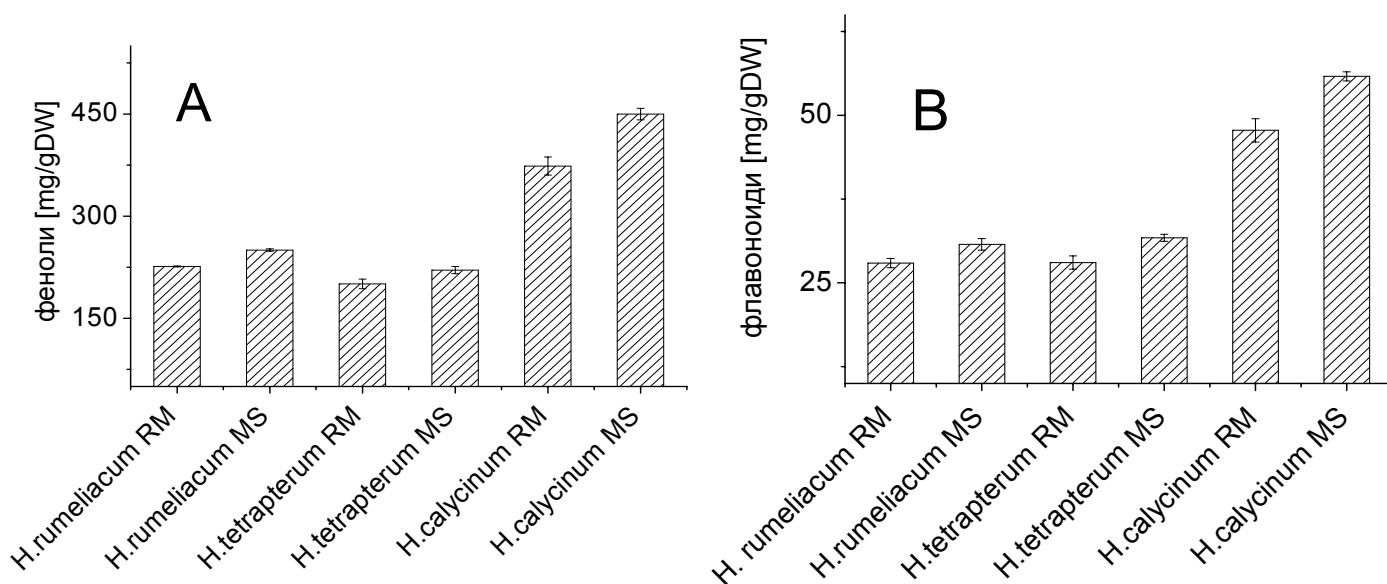 A
феноли [mg/gDW]
450
300
150
H. rumeliacum RM
H.rumeliacum MS
H.tetrapterum RM
H.tetrapterum MS
H.calycinum RM
H.calycinum MS
B
флавоноиди [mg/gDW]
50
25
H. rumeliacum RM
H.rumeliacum MS
H.tetrapterum RM
H.tetrapterum MS
H.calycinum RM
H.calycinum MS